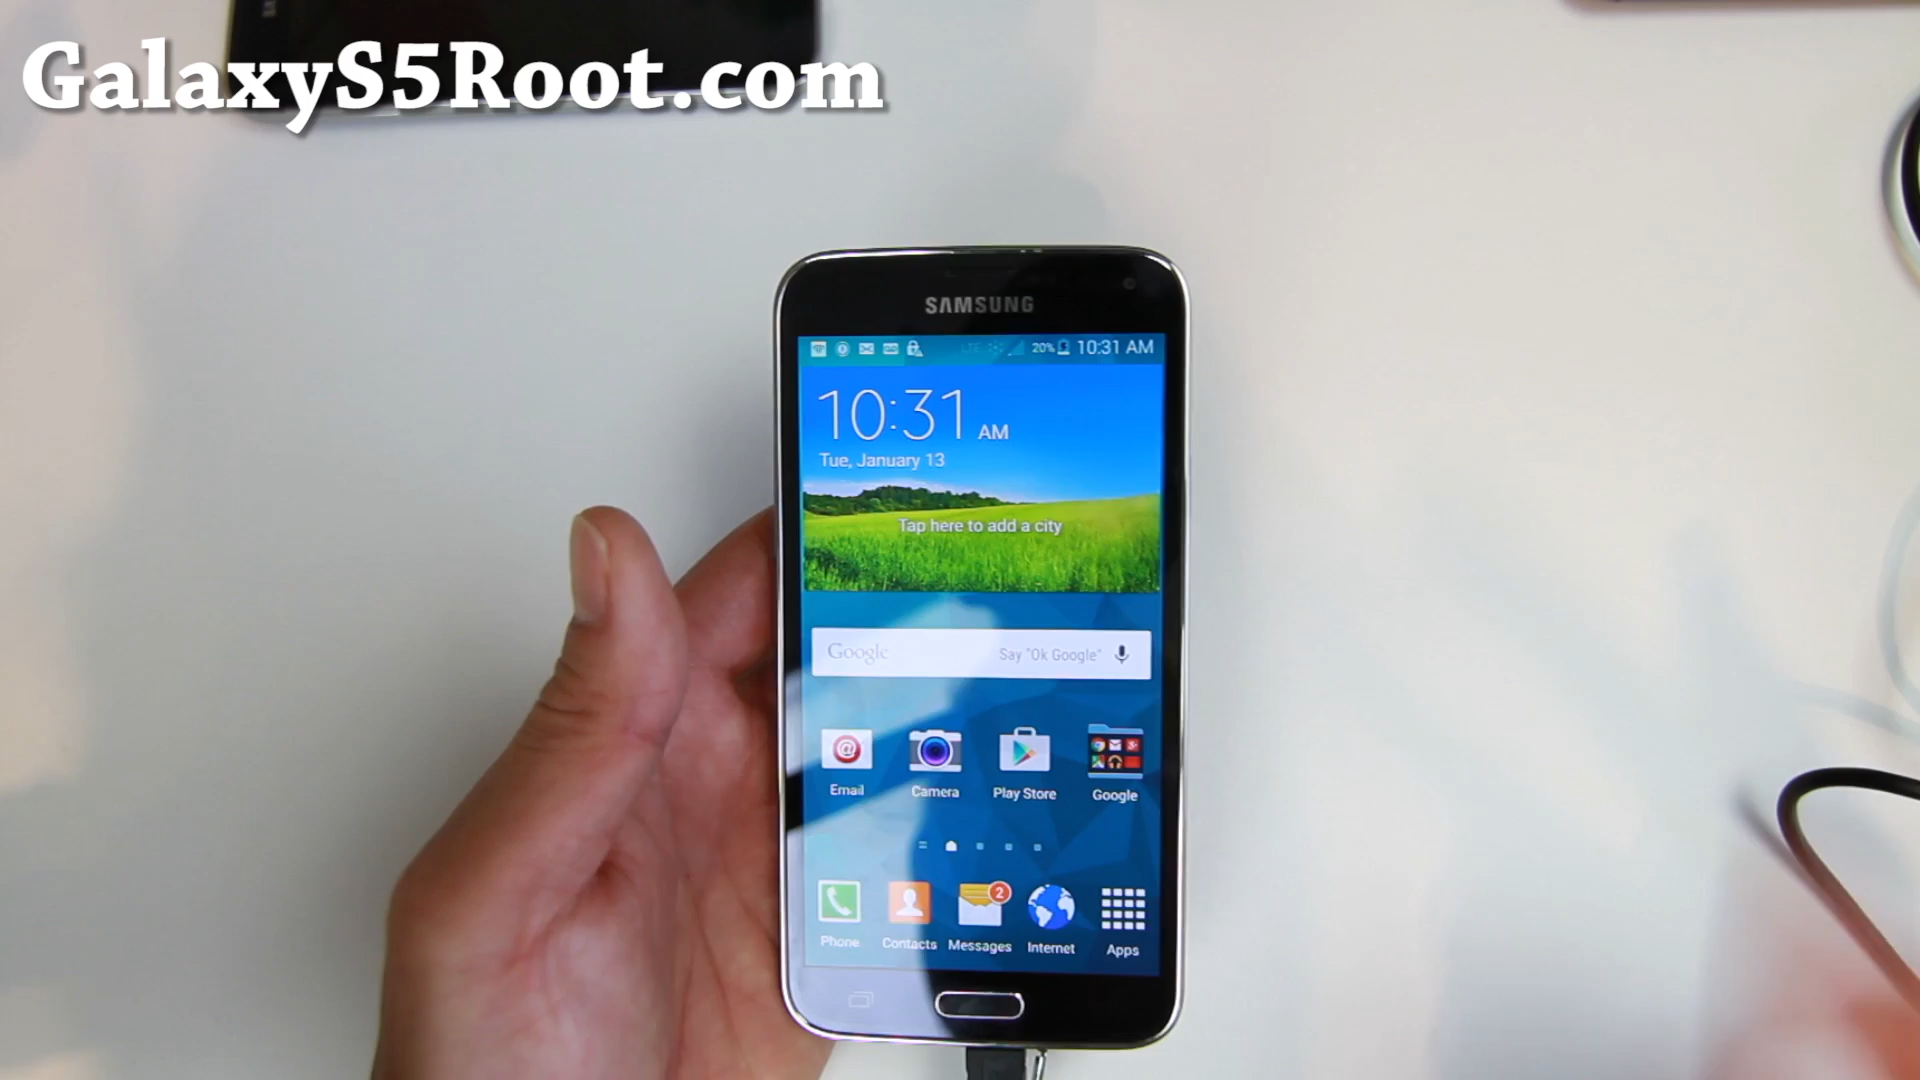 GalaxyS5Root.com
SAMSUNG
LTE 20% 10:31 AM
10:31 AM
Tue, January 13
Tap here to add a city
Google Say "Ok Google"
Email Camera Play Store Google
2
Phone Contacts Messages Internet Apps